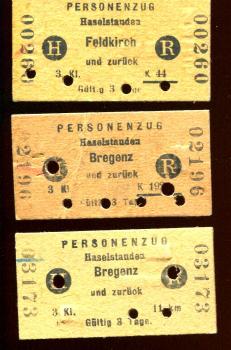 PERSONENZUG
Haselstauden
Feldkirch
H R
und zurück
3 Kl. K 44
Gültig 3 Tage
00260
00260
PERSONENZUG
Haselstauden
Bregenz
R
und zurück
3 Kl
Gültig 3 Tage
02196
02196
PERSONENZUG
Haselstauden
Bregenz
und zurück
3 Kl. 11 km
Gültig 3 Tage.
03173
03173